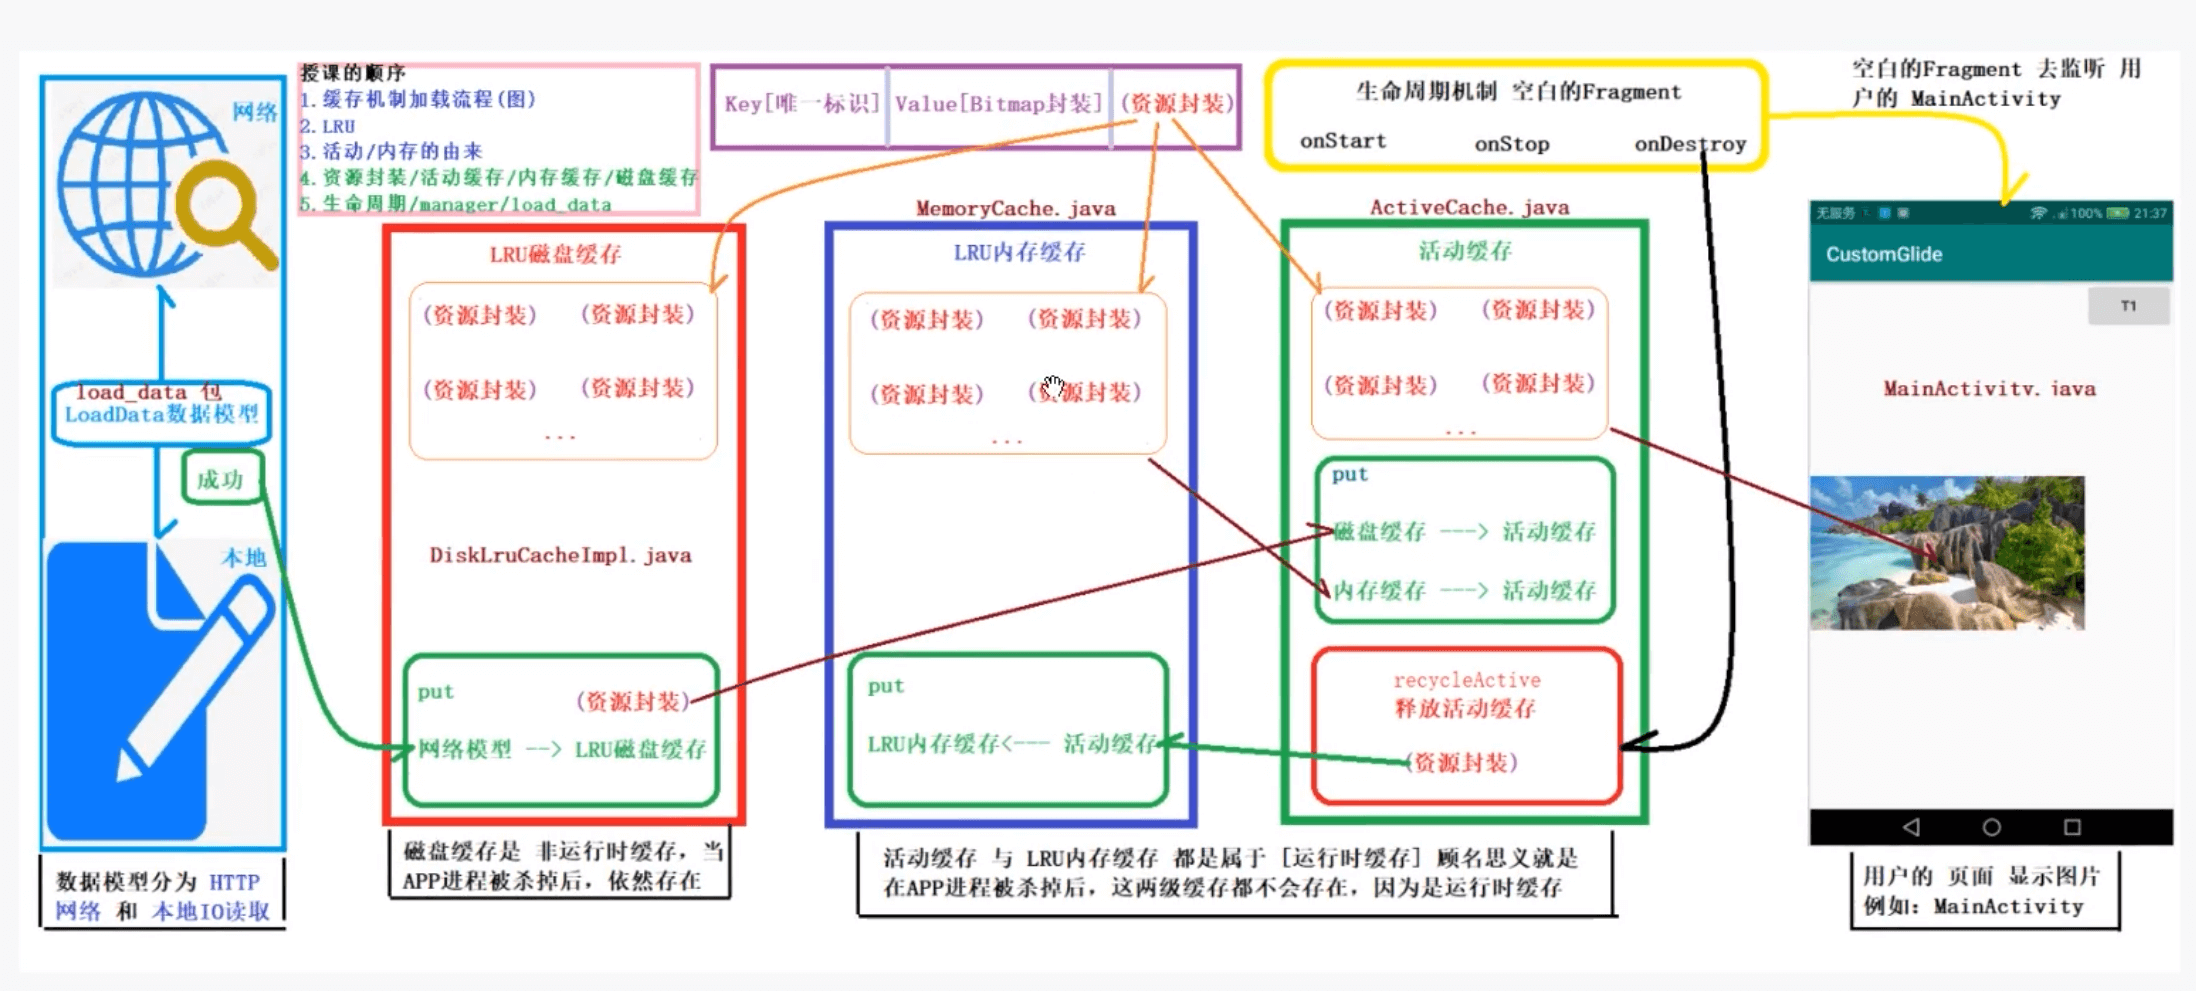 授课的顺序
1.缓存机制加载流程(图)
2.LRU
3.活动/内存的由来
4.资源封装/活动缓存/内存缓存/磁盘缓存
5.生命周期/manager/load_data
Key[唯一标识] Value[Bitmap封装] (资源封装)
生命周期机制 空白的Fragment
onStart onStop onDestroy
空白的Fragment 去监听 用
户的 MainActivity
网络
load_data 包
LoadData数据模型
成功
本地
数据模型分为 HTTP
网络 和 本地IO读取
LRU磁盘缓存
(资源封装) (资源封装)
(资源封装) (资源封装)
...
DiskLruCacheImpl.java
put
(资源封装)
网络模型 --> LRU磁盘缓存
磁盘缓存是 非运行时缓存，当
APP进程被杀掉后，依然存在
MemoryCache.java
LRU内存缓存
(资源封装) (资源封装)
(资源封装) (资源封装)
...
put
LRU内存缓存<--- 活动缓存
ActiveCache.java
活动缓存
(资源封装) (资源封装)
(资源封装) (资源封装)
...
put
磁盘缓存 ---> 活动缓存
内存缓存 ---> 活动缓存
recycleActive
释放活动缓存
(资源封装)
活动缓存 与 LRU内存缓存 都是属于 [运行时缓存] 顾名思义就是
在APP进程被杀掉后，这两级缓存都不会存在，因为是运行时缓存
无服务 100% 21:37
CustomGlide
T1
MainActivity.java
用户的 页面 显示图片
例如：MainActivity